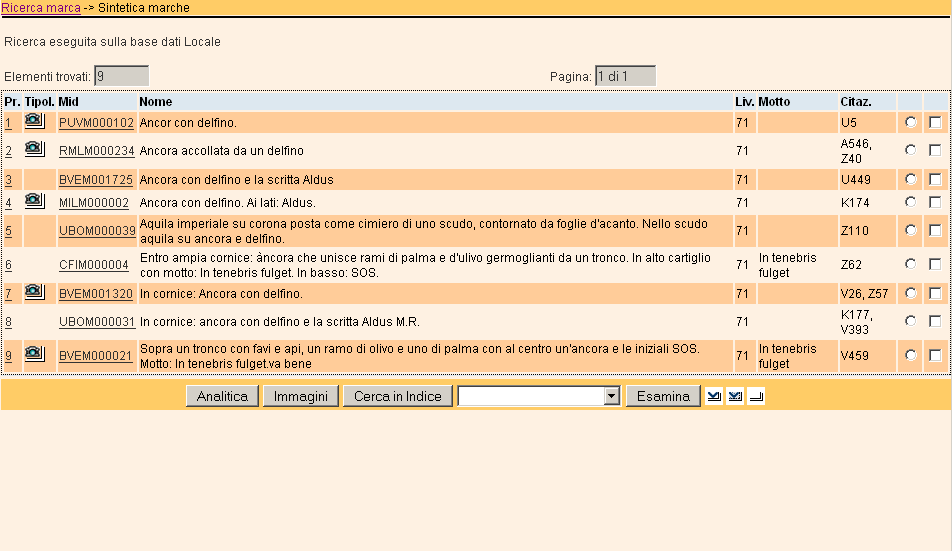 Ricerca marca -> Sintetica marche
Ricerca eseguita sulla base dati Locale
Elementi trovati: 9 Pagina: 1 di 1
Pr. Tipol. Mid Nome Liv. Motto Citaz.
1 PUVM000102 Ancor con delfino. 71 U5
2 RMLM000234 Ancora accollata da un delfino 71 A546,
Z40
3 BVEM001725 Ancora con delfino e la scritta Aldus 71 U449
4 MILM000002 Ancora con delfino. Ai lati: Aldus. 71 K174
5 UBOM000039 Aquila imperiale su corona posta come cimiero di uno scudo, contornato da foglie d'acanto. Nello scudo
aquila su ancora e delfino. 71 Z110
6 CFIM000004 Entro ampia cornice: àncora che unisce rami di palma e d'ulivo germoglianti da un tronco. In alto cartiglio
con motto: In tenebris fulget. In basso: SOS. 71 In tenebris
fulget Z62
7 BVEM001320 In cornice: Ancora con delfino. 71 V26, Z57
8 UBOM000031 In cornice: ancora con delfino e la scritta Aldus M.R. 71 K177,
V393
9 BVEM000021 Sopra un tronco con favi e api, un ramo di olivo e uno di palma con al centro un'ancora e le iniziali SOS.
Motto: In tenebris fulget.va bene 71 In tenebris
fulget V459
Analitica Immagini Cerca in Indice Esamina